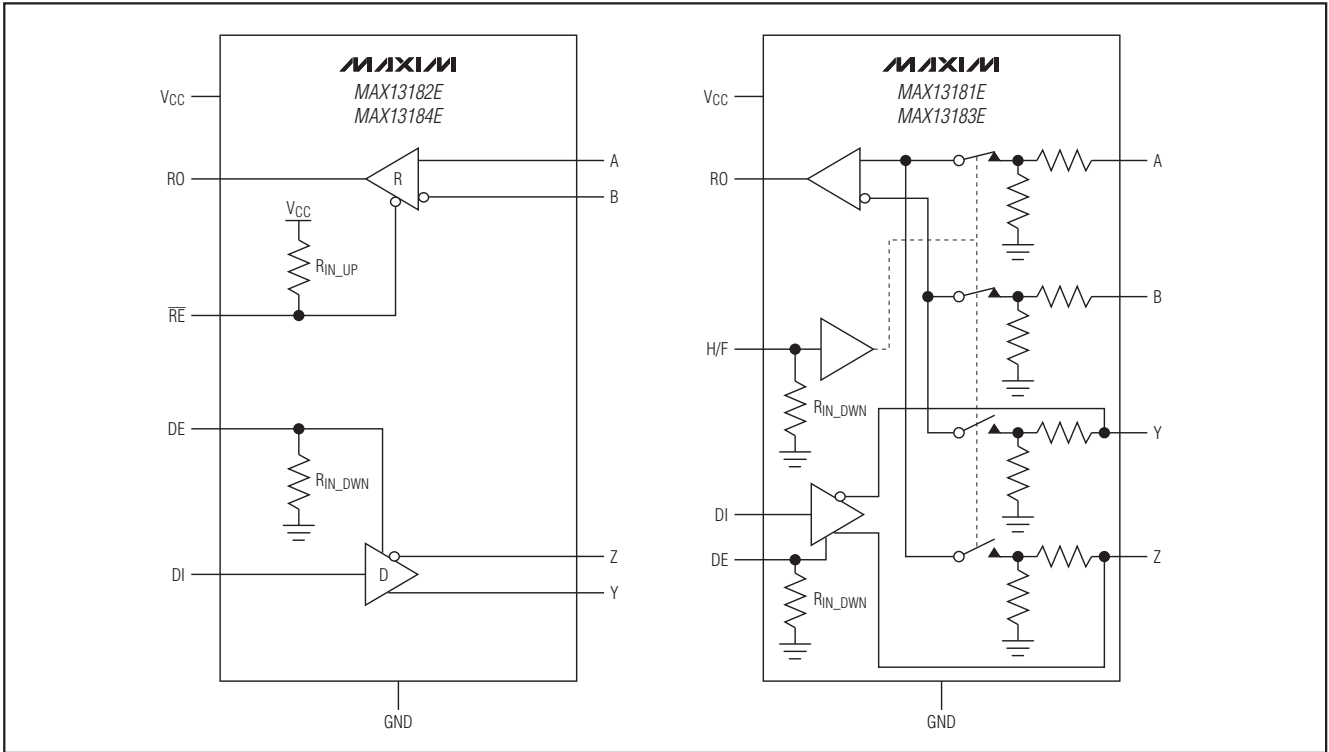 MAXIM
MAX13182E
MAX13184E
VCC
A
RO
R
B
VCC
RIN_UP
RE
DE
RIN_DWN
Z
DI
D
Y
GND
MAXIM
MAX13181E
MAX13183E
VCC
A
RO
B
H/F
RIN_DWN
Y
DI
DE
Z
RIN_DWN
GND